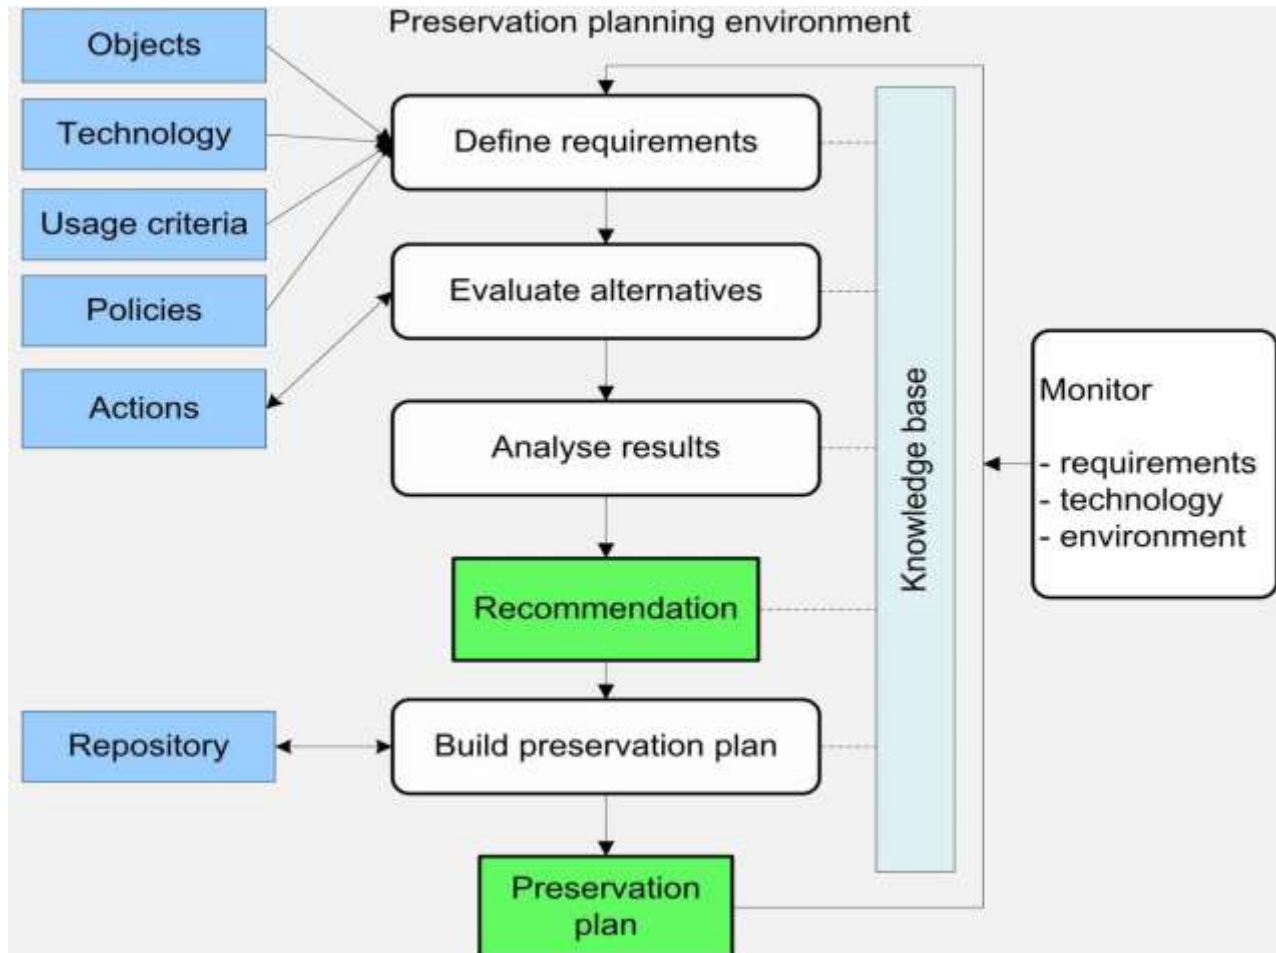 Preservation planning environment
Objects
Technology
Usage criteria
Policies
Actions
Repository
Define requirements
Evaluate alternatives
Analyse results
Recommendation
Build preservation plan
Preservation
plan
Knowledge base
Monitor
- requirements
- technology
- environment